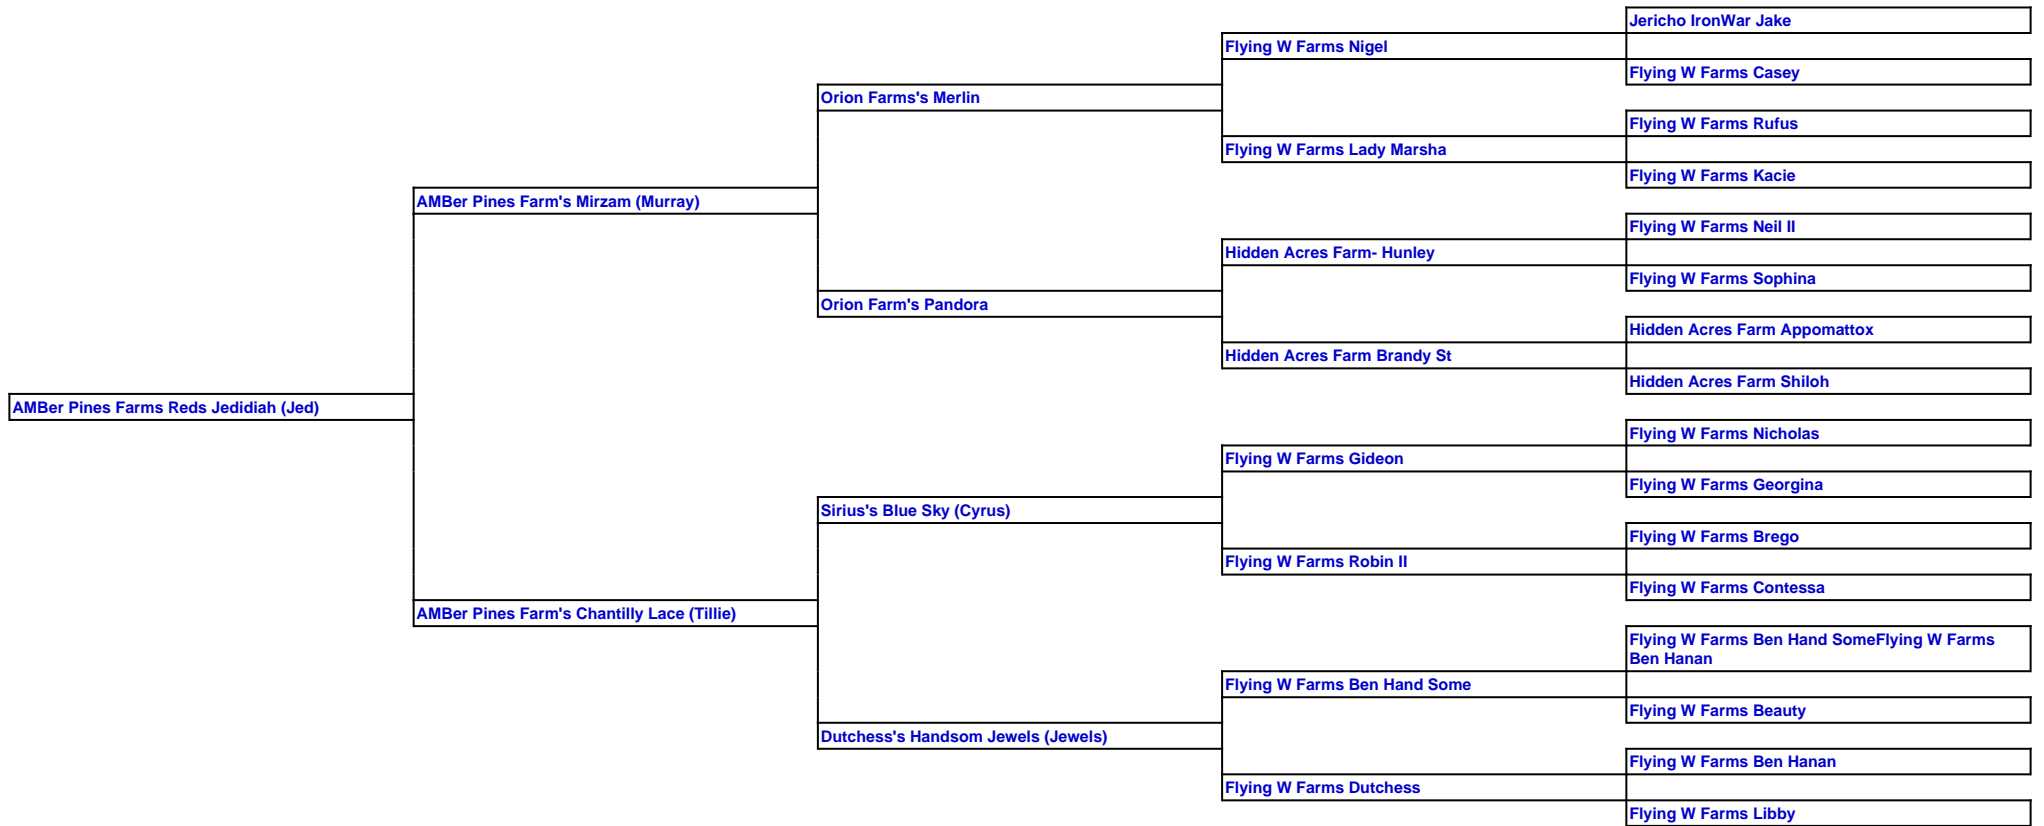 Jericho IronWar Jake
Flying W Farms Nigel
Flying W Farms Casey
Orion Farms's Merlin
Flying W Farms Rufus
Flying W Farms Lady Marsha
Flying W Farms Kacie
AMBer Pines Farm's Mirzam (Murray)
Flying W Farms Neil II
Hidden Acres Farm- Hunley
Flying W Farms Sophina
Orion Farm's Pandora
Hidden Acres Farm Appomattox
Hidden Acres Farm Brandy St
Hidden Acres Farm Shiloh
AMBer Pines Farms Reds Jedidiah (Jed)
Flying W Farms Nicholas
Flying W Farms Gideon
Flying W Farms Georgina
Sirius's Blue Sky (Cyrus)
Flying W Farms Brego
Flying W Farms Robin II
Flying W Farms Contessa
AMBer Pines Farm's Chantilly Lace (Tillie)
Flying W Farms Ben Hand SomeFlying W Farms
Ben Hanan
Flying W Farms Ben Hand Some
Flying W Farms Beauty
Dutchess's Handsom Jewels (Jewels)
Flying W Farms Ben Hanan
Flying W Farms Dutchess
Flying W Farms Libby